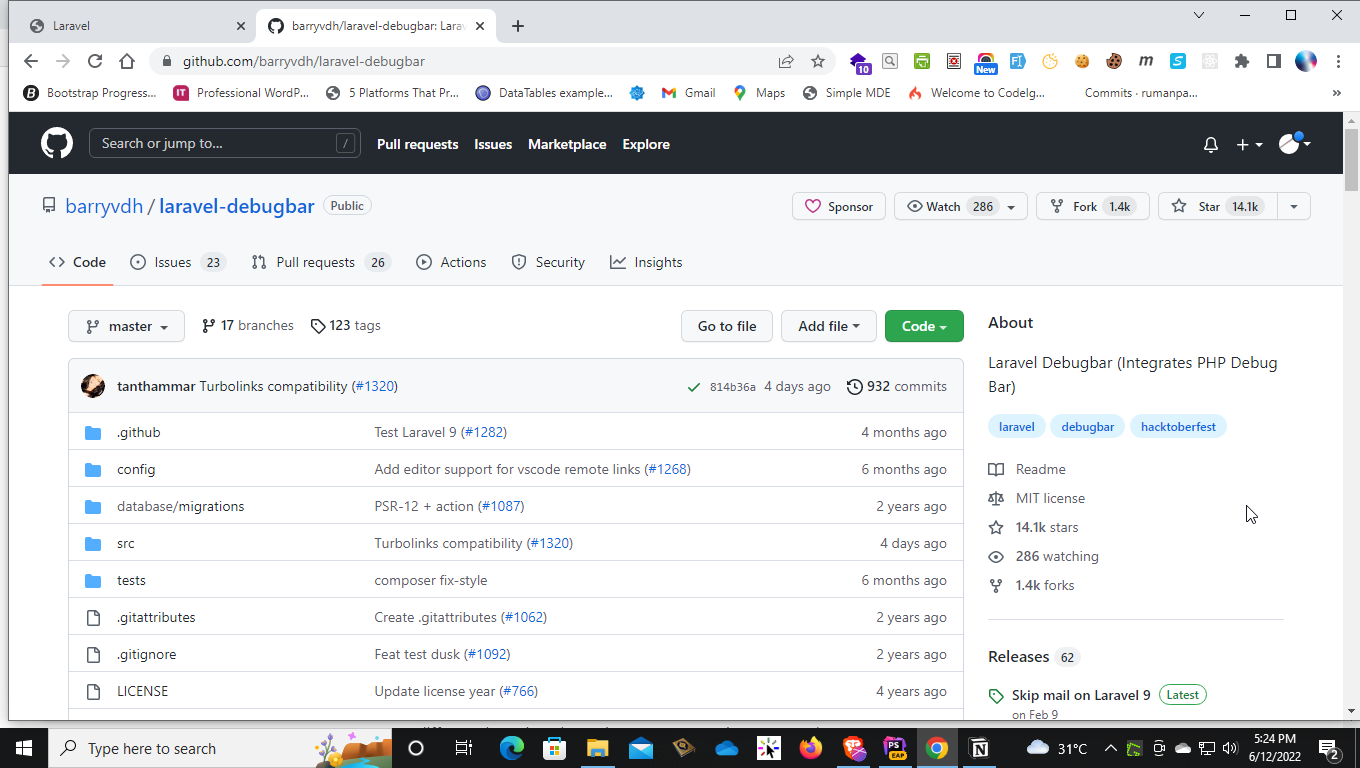 Laravel
barryvdh/laravel-debugbar: Lara
github.com/barryvdh/laravel-debugbar
10
New
Bootstrap Progress...
IT
Professional WordP...
5 Platforms That Pr...
DataTables example...
Gmail
Maps
Simple MDE
Welcome to CodeIg...
Commits · rumanpa...
»
Search or jump to...
/
Pull requests
Issues
Marketplace
Explore
barryvdh / laravel-debugbar
Public
Sponsor
Watch 286
Fork 1.4k
Star 14.1k
Code
Issues 23
Pull requests 26
Actions
Security
Insights
master
17 branches
123 tags
Go to file
Add file
Code
About
tanthammar Turbolinks compatibility (#1320)
814b36a 4 days ago
932 commits
Laravel Debugbar (Integrates PHP Debug
Bar)
laravel
debugbar
hacktoberfest
.github Test Laravel 9 (#1282) 4 months ago
config Add editor support for vscode remote links (#1268) 6 months ago
database/migrations PSR-12 + action (#1087) 2 years ago
src Turbolinks compatibility (#1320) 4 days ago
tests composer fix-style 6 months ago
.gitattributes Create .gitattributes (#1062) 2 years ago
.gitignore Feat test dusk (#1092) 2 years ago
LICENSE Update license year (#766) 4 years ago
Readme
MIT license
14.1k stars
286 watching
1.4k forks
Releases 62
Skip mail on Laravel 9 Latest
on Feb 9
Type here to search
PS
EAP
31°C
5:24 PM
6/12/2022
2